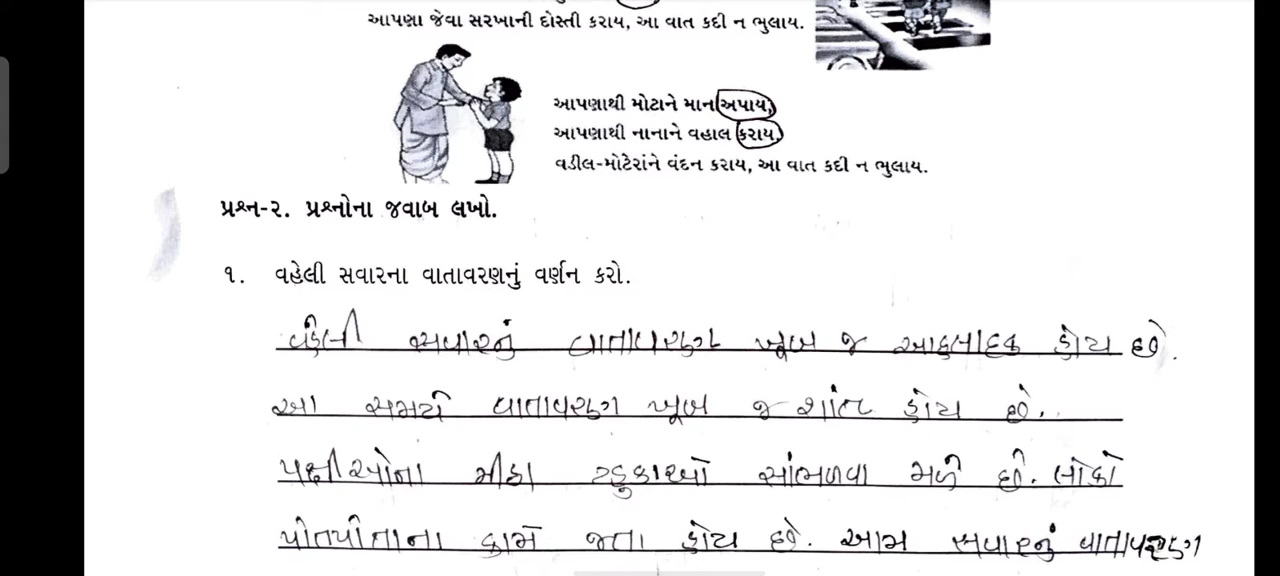 આપણા જેવા સરખાની દોસ્તી કરાય, આ વાત કદી ન ભુલાય.
આપણાથી મોટાને માન અપાય,
આપણાથી નાનાને વહાલ કરાય,
વડીલ-મોટેરાંને વંદન કરાય, આ વાત કદી ન ભુલાય.
પ્રશ્ન-૨. પ્રશ્નોના જવાબ લખો.
૧. વહેલી સવારના વાતાવરણનું વર્ણન કરો.
વહેલી સવારનું વાતાવરણ ખૂબ જ આહલાદક હોય છે.
આ સમયે વાતાવરણ ખૂબ જ શાંત હોય છે.
પક્ષીઓના મીઠા ટહુકાઓ સાંભળવા મળે છે. લોકો
પોતપોતાના કામે જતા હોય છે. આમ સવારનું વાતાવરણ